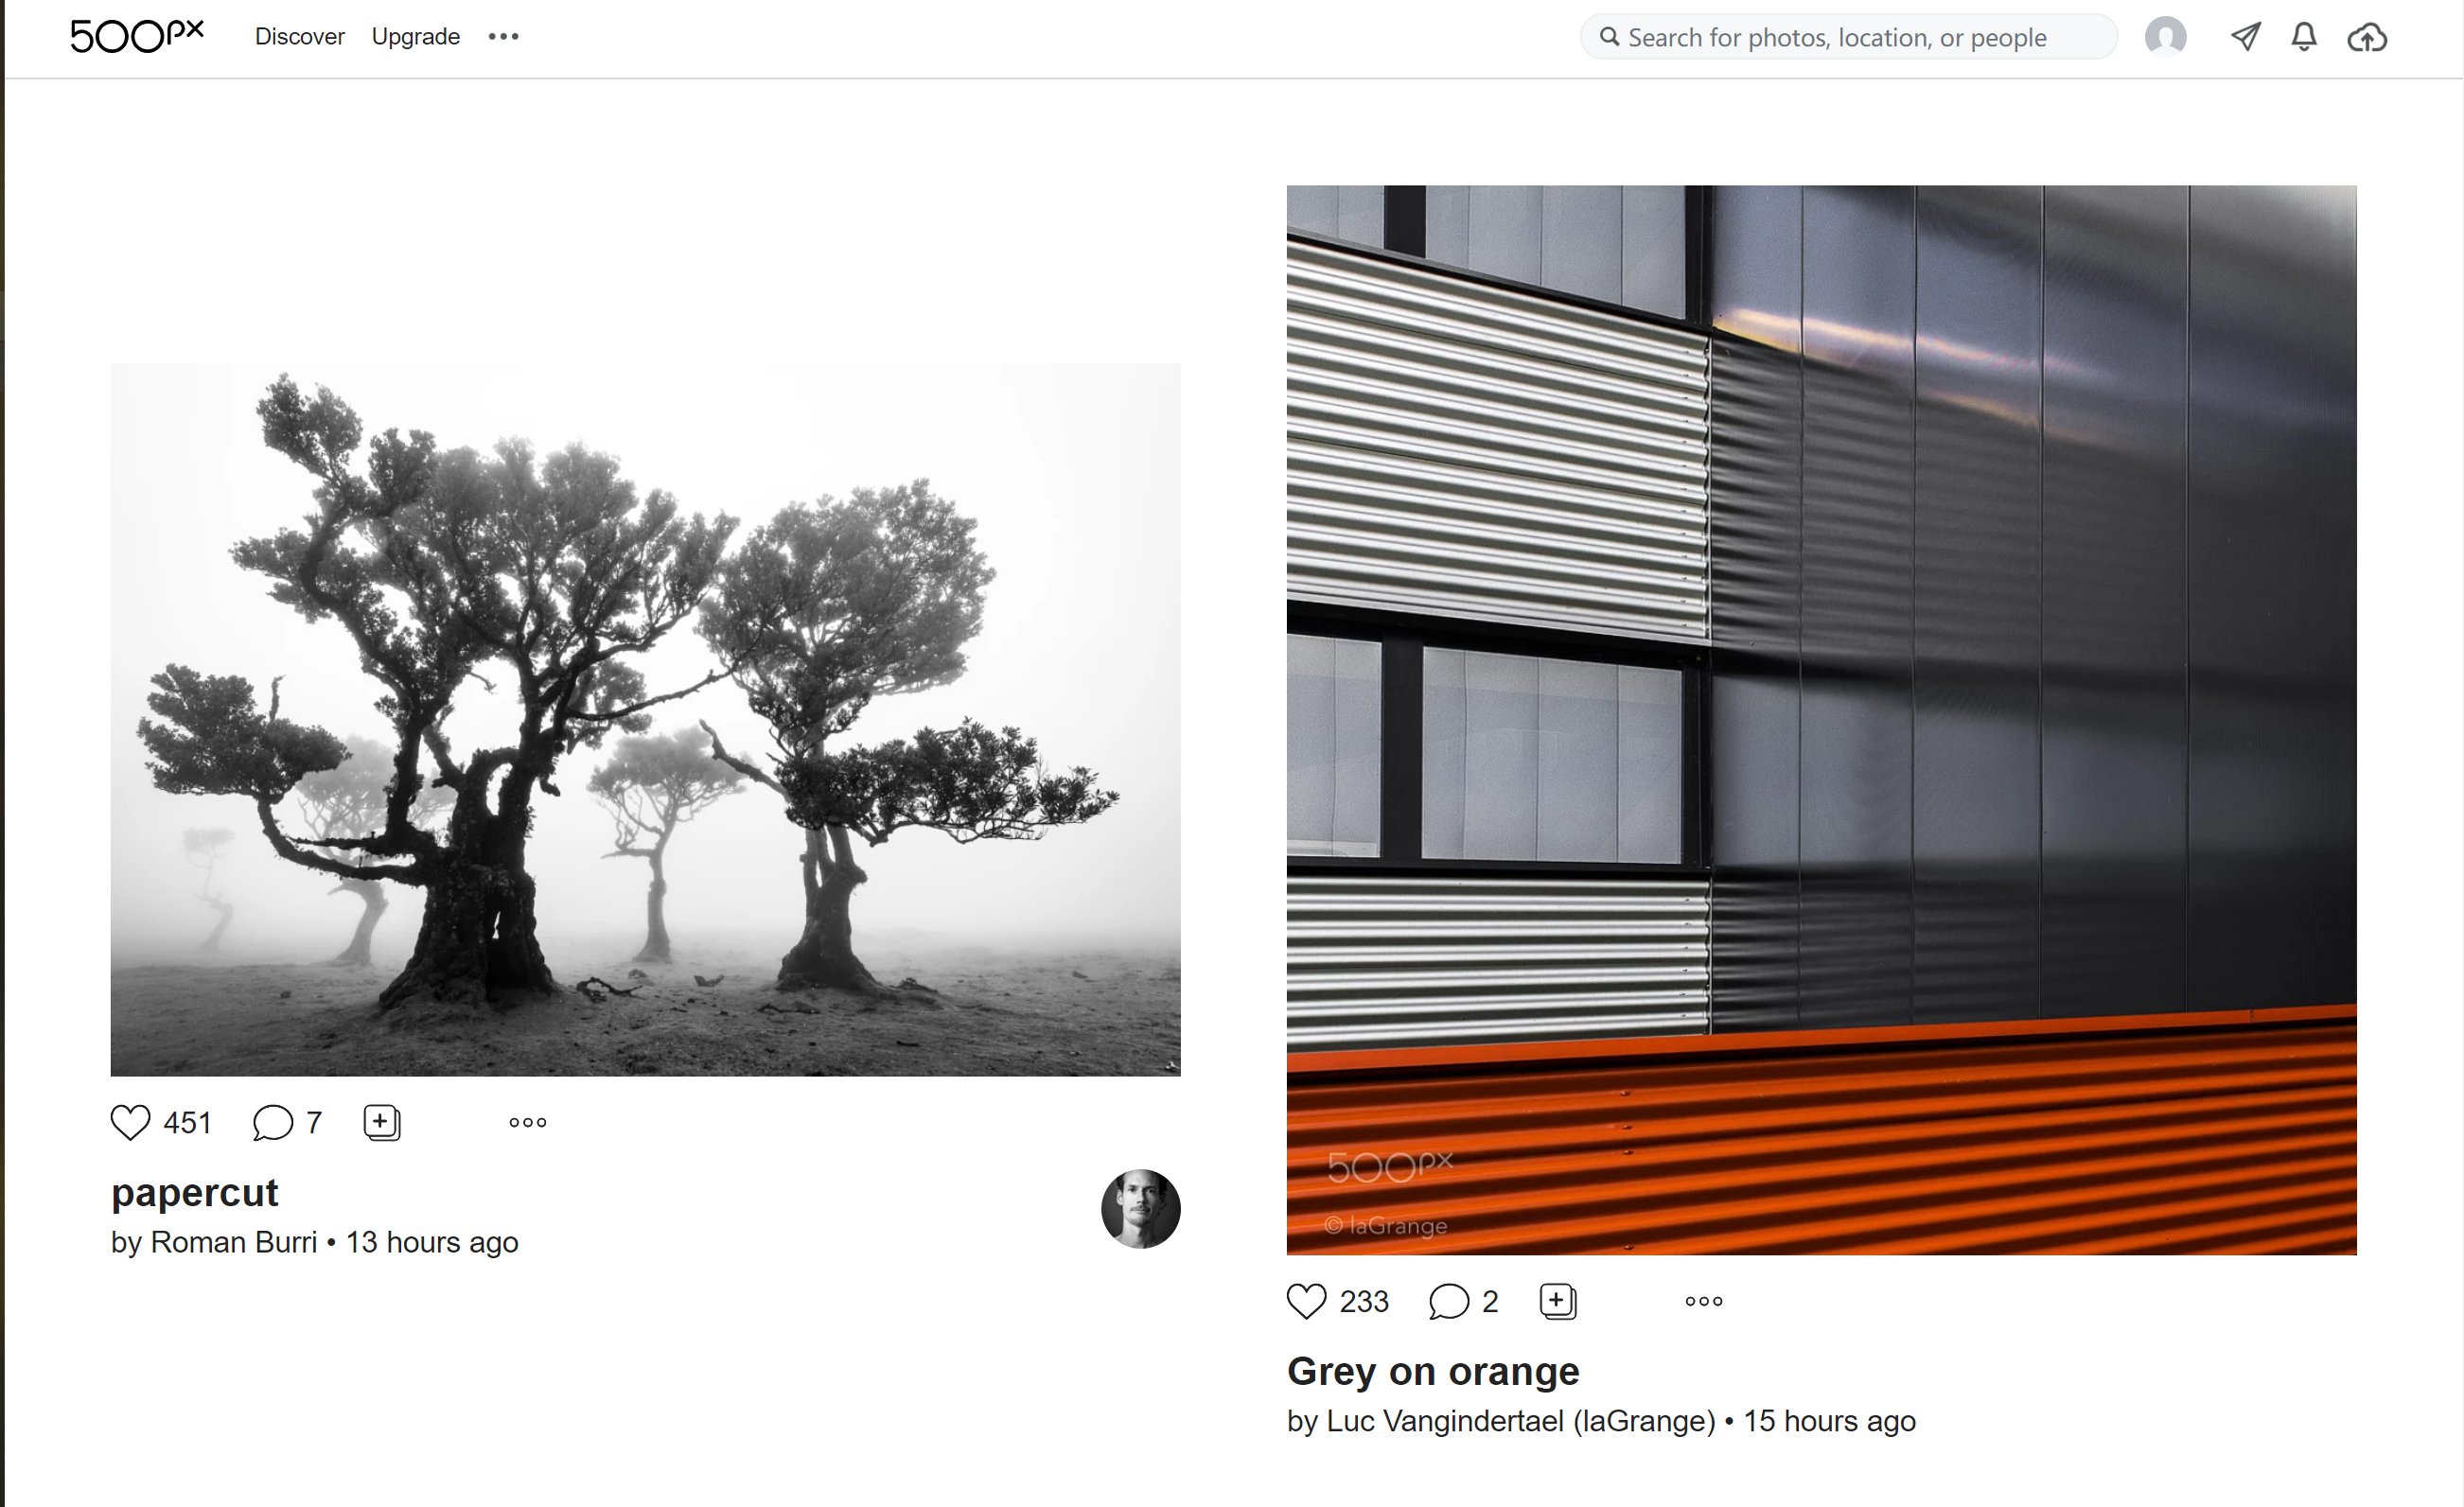 500px
Discover Upgrade
Search for photos, location, or people
451 7
papercut
by Roman Burri • 13 hours ago
500px
© laGrange
233 2
Grey on orange
by Luc Vangindertael (laGrange) • 15 hours ago